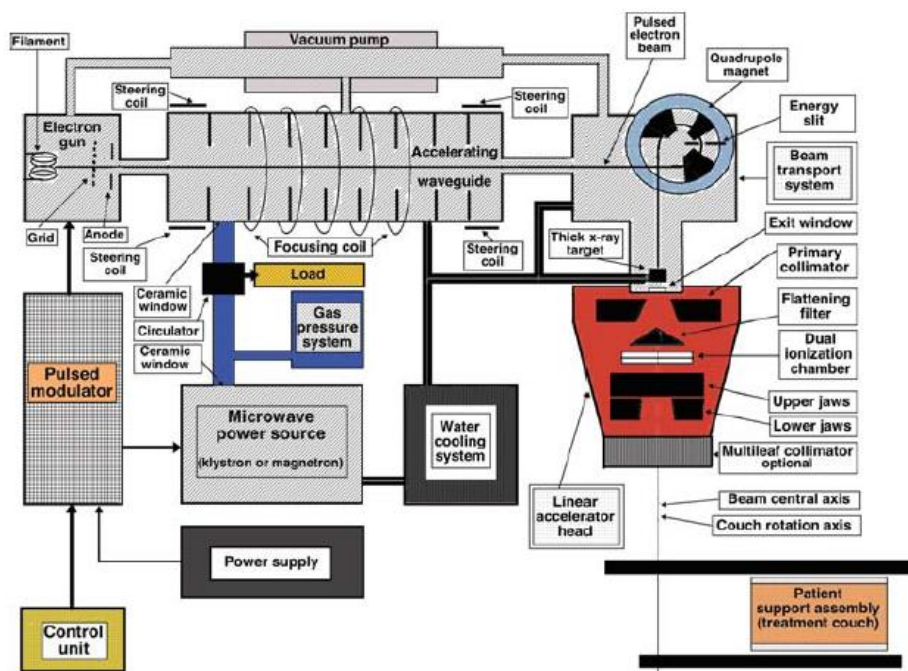 Filament
Vacuum pump
Pulsed
electron
beam
Quadrupole
magnet
Steering
coil
Steering
coil
Energy
slit
Electron
gun
Accelerating
waveguide
Beam
transport
system
Grid
Anode
Steering
coil
Focusing coil
Steering
coil
Thick x-ray
target
Exit window
Primary
collimator
Ceramic
window
Load
Circulator
Gas
pressure
system
Flattening
filter
Ceramic
window
Dual
ionization
chamber
Pulsed
modulator
Microwave
power source
(klystron or magnetron)
Water
cooling
system
Upper jaws
Lower jaws
Multileaf collimator
optional
Linear
accelerator
head
Beam central axis
Couch rotation axis
Power supply
Patient
support assembly
(treatment couch)
Control
unit